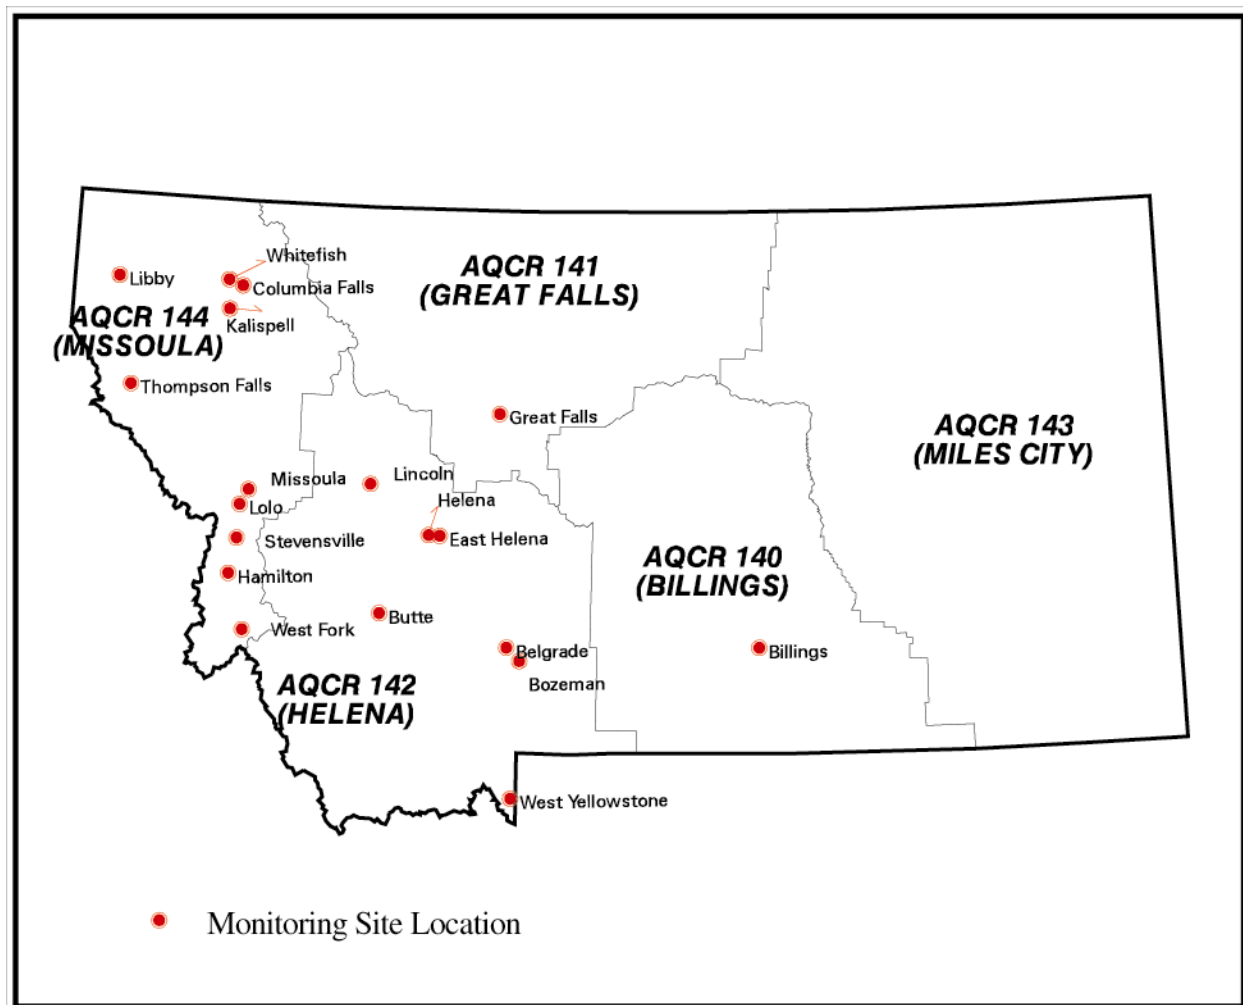 Whitefish
AQCR 141
(GREAT FALLS)
Libby
Columbia Falls
AQCR 144
(MISSOULA)
Kalispell
Thompson Falls
Great Falls
AQCR 143
(MILES CITY)
Missoula
Lincoln
Lolo
Helena
Stevensville
East Helena
AQCR 140
(BILLINGS)
Hamilton
Butte
West Fork
Belgrade
Billings
Bozeman
AQCR 142
(HELENA)
West Yellowstone
Monitoring Site Location